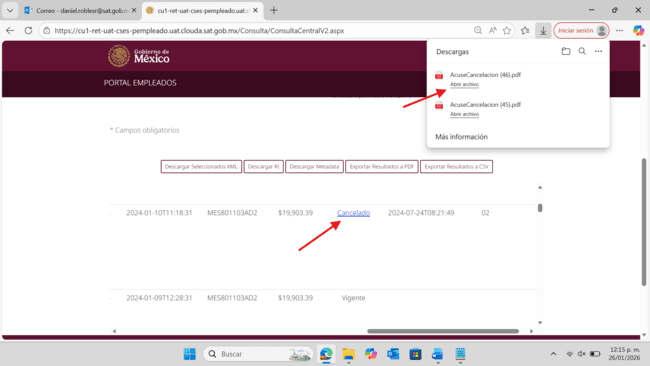 Correo - daniel.roblesr@sat.gob.m
cu1-ret-uat-cses-pempleado.uat.
https://cu1-ret-uat-cses-pempleado.uat.clouda.sat.gob.mx/Consulta/ConsultaCentralV2.aspx
Iniciar sesión
Gobierno de
México
PORTAL EMPLEADOS
Descargas
AcuseCancelacion (46).pdf
Abrir archivo
AcuseCancelacion (45).pdf
Abrir archivo
Más información
* Campos obligatorios
Descargar Seleccionados XML
Descargar RI
Descargar Metadata
Exportar Resultados a PDF
Exportar Resultados a CSV
2024-01-10T11:18:31 MES801103AD2 $19,903.39 Cancelado 2024-07-24T08:21:49 02
2024-01-09T12:28:31 MES801103AD2 $19,903.39 Vigente
Buscar
12:15 p. m.
26/01/2026